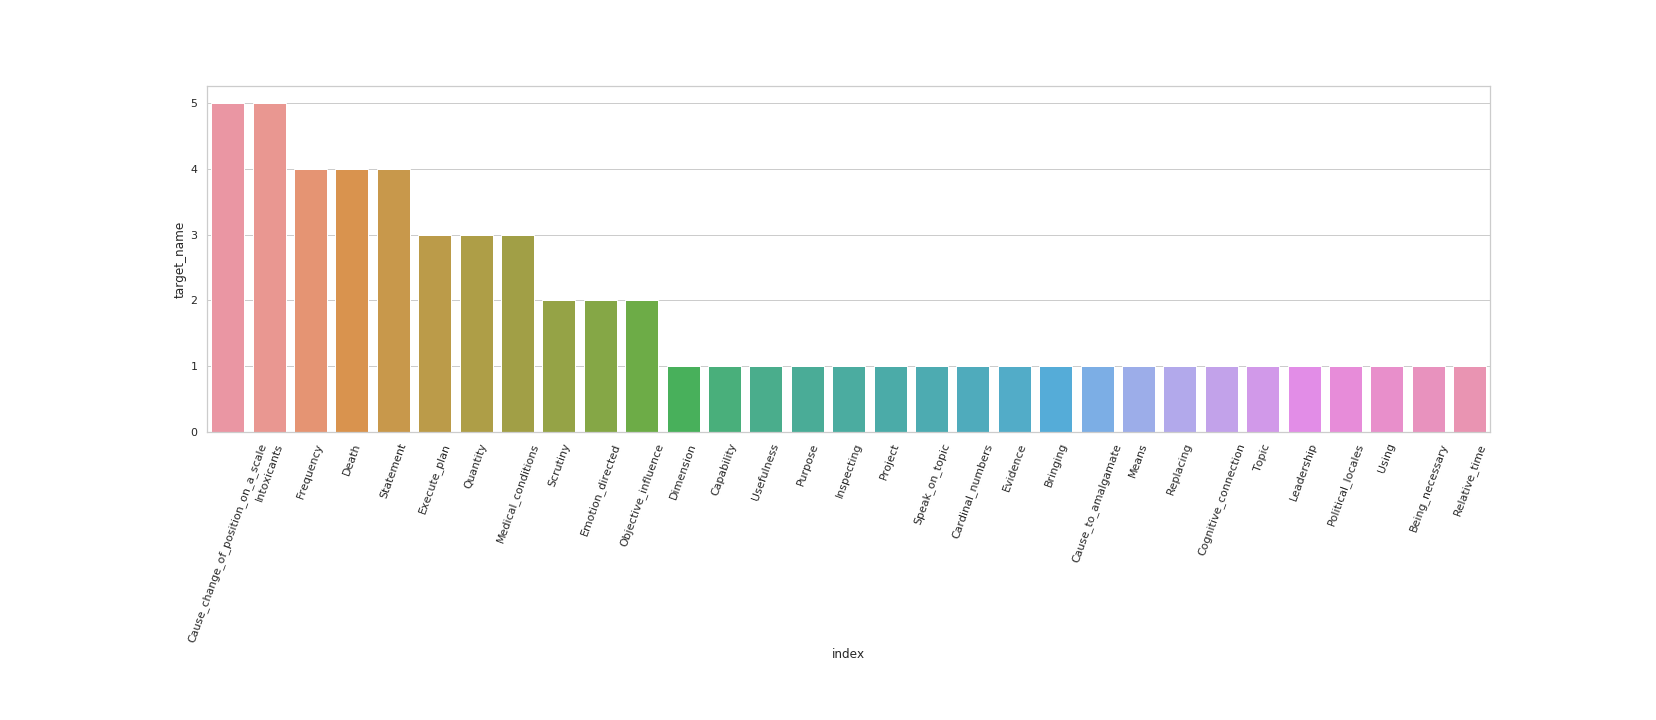 5
4
3
2
1
0
target_name
Cause_change_of_position_on_a_scale
Intoxicants
Frequency
Death
Statement
Execute_plan
Quantity
Medical_conditions
Scrutiny
Emotion_directed
Objective_influence
Dimension
Capability
Usefulness
Purpose
Inspecting
Project
Speak_on_topic
Cardinal_numbers
Evidence
Bringing
Cause_to_amalgamate
Means
Replacing
Cognitive_connection
Topic
Leadership
Political_locales
Using
Being_necessary
Relative_time
index